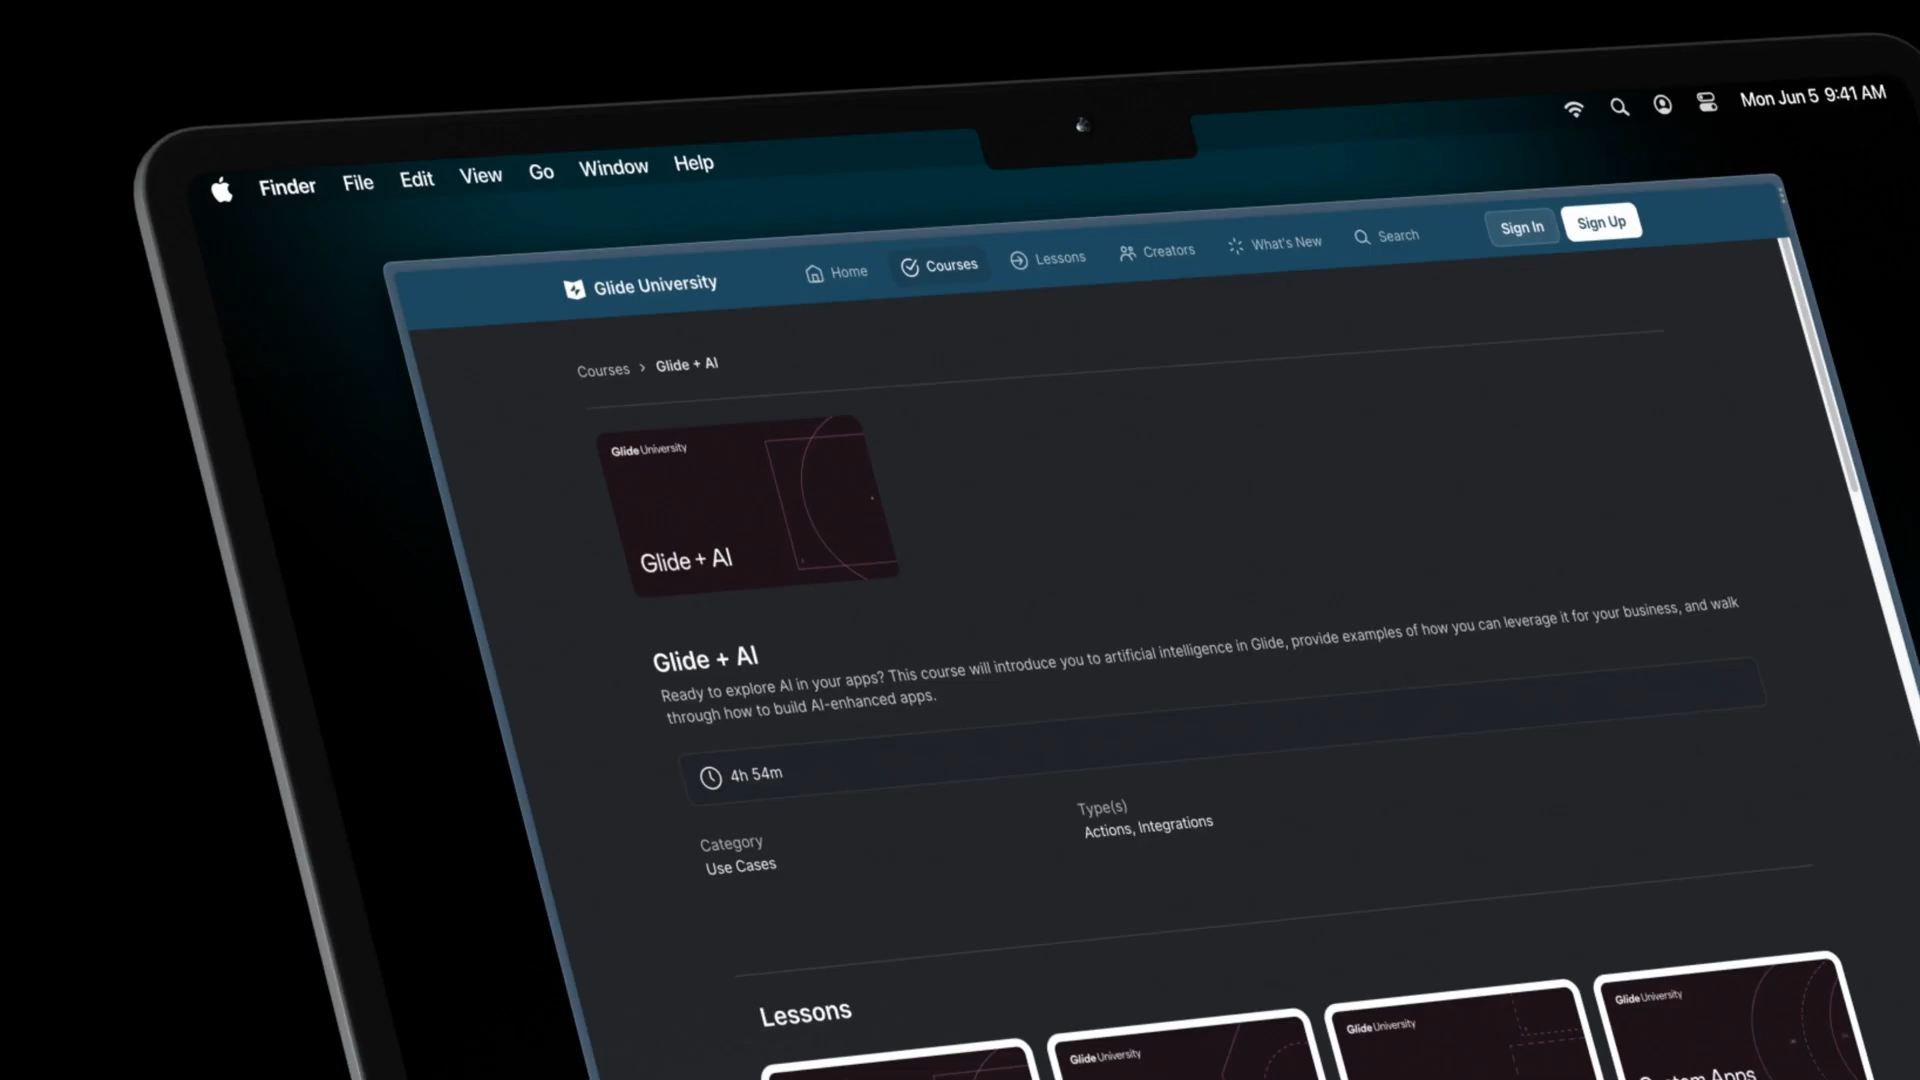 Finder File Edit View Go Window Help
Mon Jun 5 9:41 AM
Glide University Home Courses Lessons Creators What's New Search Sign In Sign Up
Courses > Glide + AI
Glide University
Glide + AI
Glide + AI
Ready to explore AI in your apps? This course will introduce you to artificial intelligence in Glide, provide examples of how you can leverage it for your business, and walk
through how to build AI-enhanced apps.
4h 54m
Category
Use Cases
Type(s)
Actions, Integrations
Lessons
Glide University
Glide University
Glide University
Custom Apps